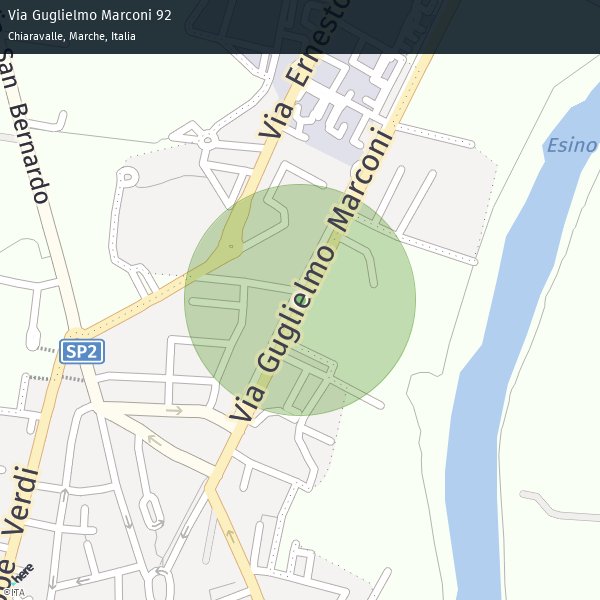 Via Guglielmo Marconi 92
Chiaravalle, Marche, Italia
San Bernardo
Via Ernesto
Esino
Via Guglielmo Marconi
SP2
Verdi
here
©ITA